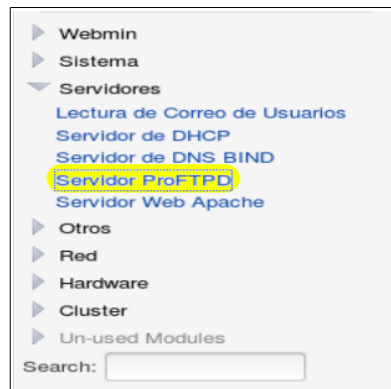 Webmin
Sistema
Servidores
Lectura de Correo de Usuarios
Servidor de DHCP
Servidor de DNS BIND
Servidor ProFTPD
Servidor Web Apache
Otros
Red
Hardware
Cluster
Un-used Modules
Search: